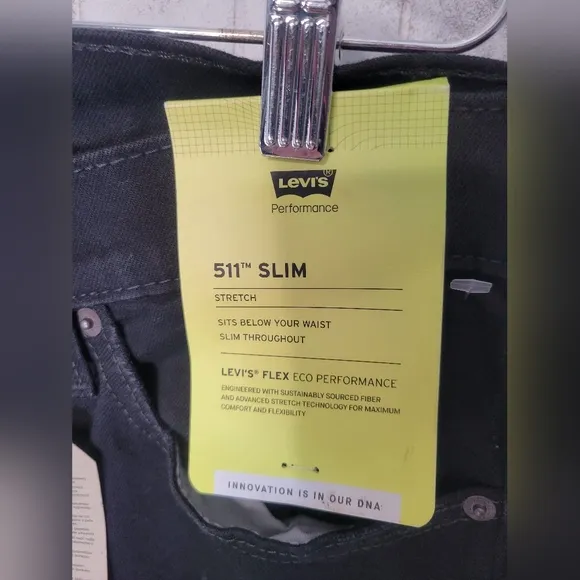 Levi's®
Performance
511™ SLIM
STRETCH
SITS BELOW YOUR WAIST
SLIM THROUGHOUT
LEVI'S® FLEX ECO PERFORMANCE
ENGINEERED WITH SUSTAINABLY SOURCED FIBER
AND ADVANCED STRETCH TECHNOLOGY FOR MAXIMUM
COMFORT AND FLEXIBILITY
INNOVATION IS IN OUR DNA